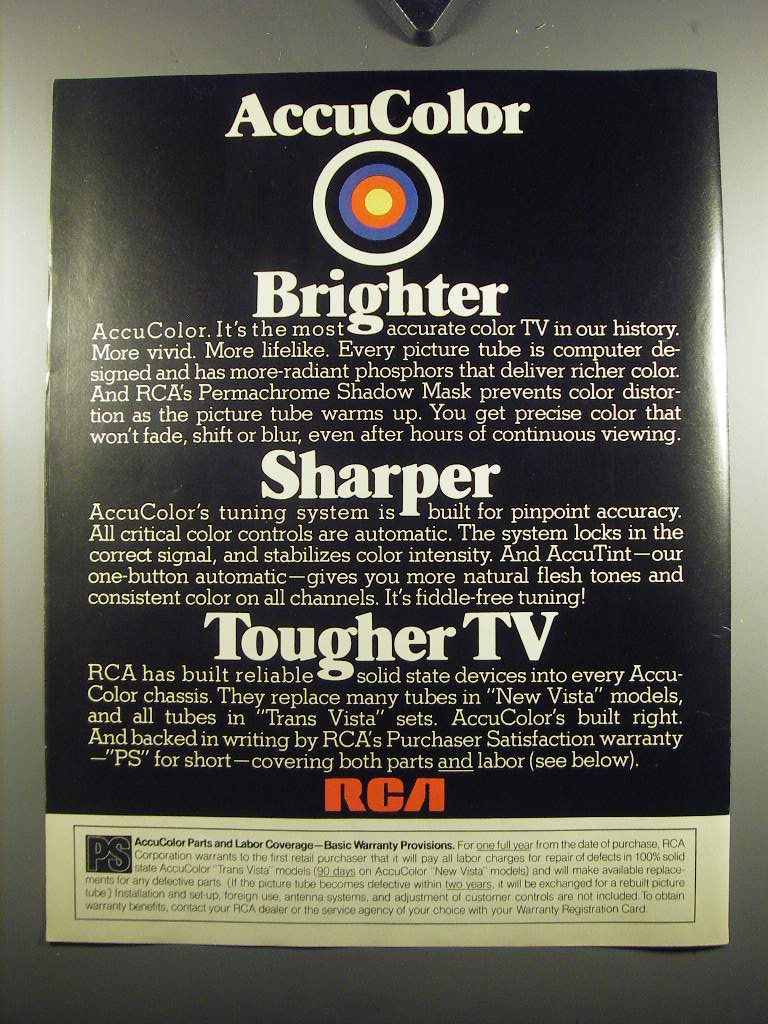 AccuColor
Brighter
AccuColor. It's the most accurate color TV in our history.
More vivid. More lifelike. Every picture tube is computer de-
signed and has more-radiant phosphors that deliver richer color.
And RCA's Permachrome Shadow Mask prevents color distor-
tion as the picture tube warms up. You get precise color that
won't fade, shift or blur, even after hours of continuous viewing.
Sharper
AccuColor's tuning system is built for pinpoint accuracy.
All critical color controls are automatic. The system locks in the
correct signal, and stabilizes color intensity. And AccuTint—our
one-button automatic—gives you more natural flesh tones and
consistent color on all channels. It's fiddle-free tuning!
Tougher TV
RCA has built reliable solid state devices into every Accu-
Color chassis. They replace many tubes in "New Vista" models,
and all tubes in "Trans Vista" sets. AccuColor's built right.
And backed in writing by RCA's Purchaser Satisfaction warranty
—"PS" for short—covering both parts and labor (see below).
RCA
PS
AccuColor Parts and Labor Coverage—Basic Warranty Provisions. For one full year from the date of purchase, RCA
Corporation warrants to the first retail purchaser that it will pay all labor charges for repair of defects in 100% solid
state AccuColor "Trans Vista" models (90 days on AccuColor "New Vista" models) and will make available replace-
ments for any defective parts. (If the picture tube becomes defective within two years, it will be exchanged for a rebuilt picture
tube.) Installation and set-up, foreign use, antenna systems, and adjustment of customer controls are not included. To obtain
warranty benefits, contact your RCA dealer or the service agency of your choice with your Warranty Registration Card.